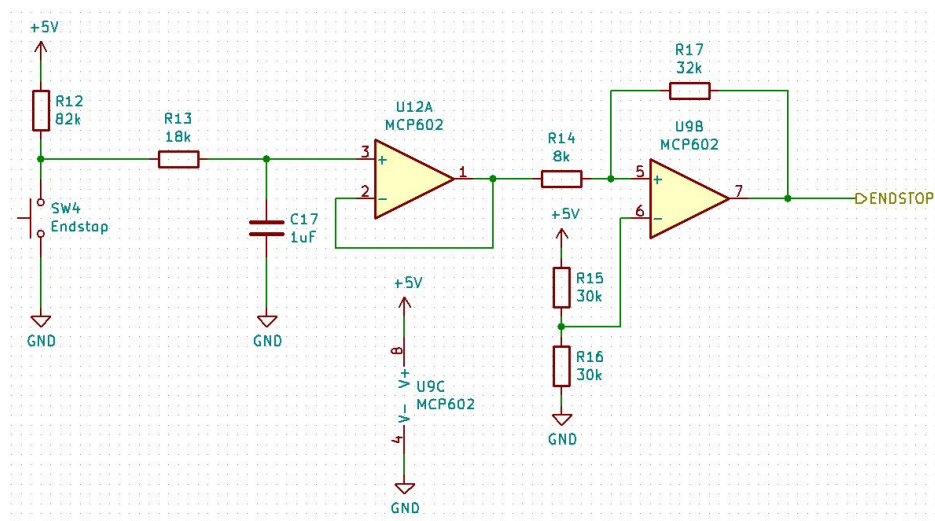 +5V
R12
82k
R13
18k
SW4
Endstop
GND
C17
1uF
GND
U12A
MCP602
3
+
2
-
1
+5V
8
V+
U9C
MCP602
V-
4
GND
R14
8k
R17
32k
U9B
MCP602
5
+
6
-
7
ENDSTOP
+5V
R15
30k
R16
30k
GND